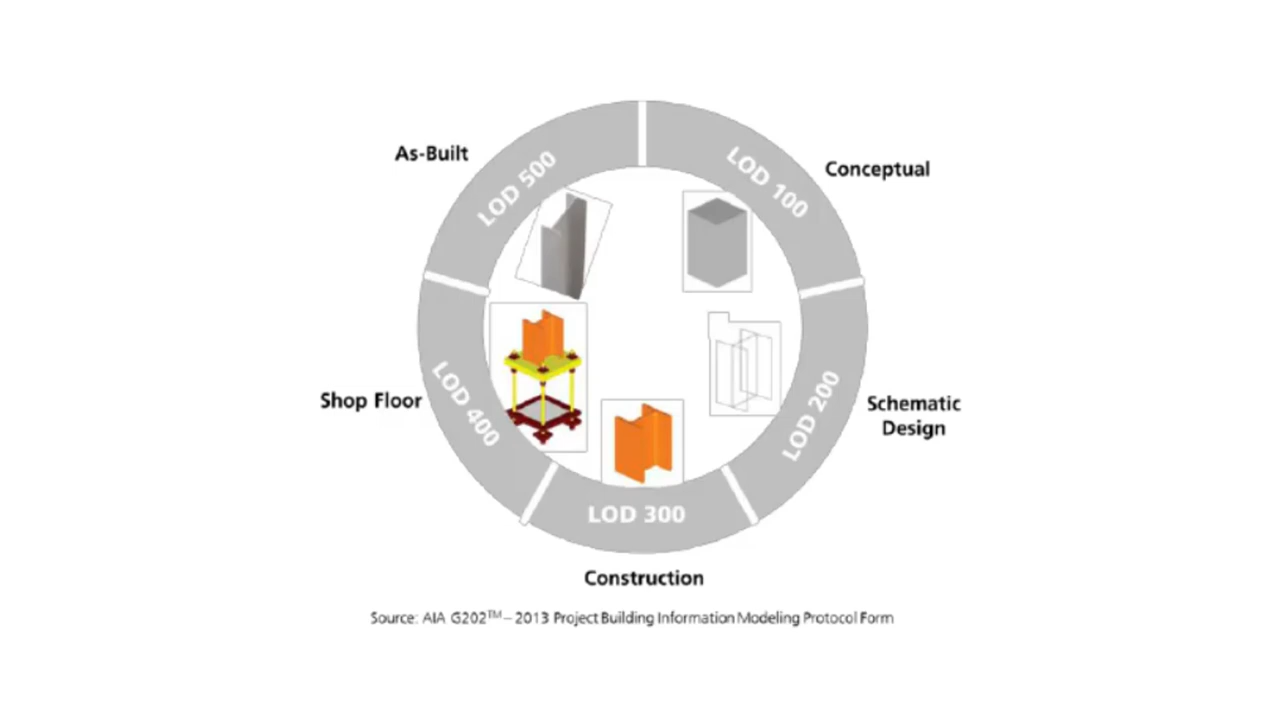 As-Built
LOD 500
LOD 100
Conceptual
Shop Floor
LOD 400
LOD 200
Schematic
Design
LOD 300
Construction
Source: AIA G202™– 2013 Project Building Information Modeling Protocol Form